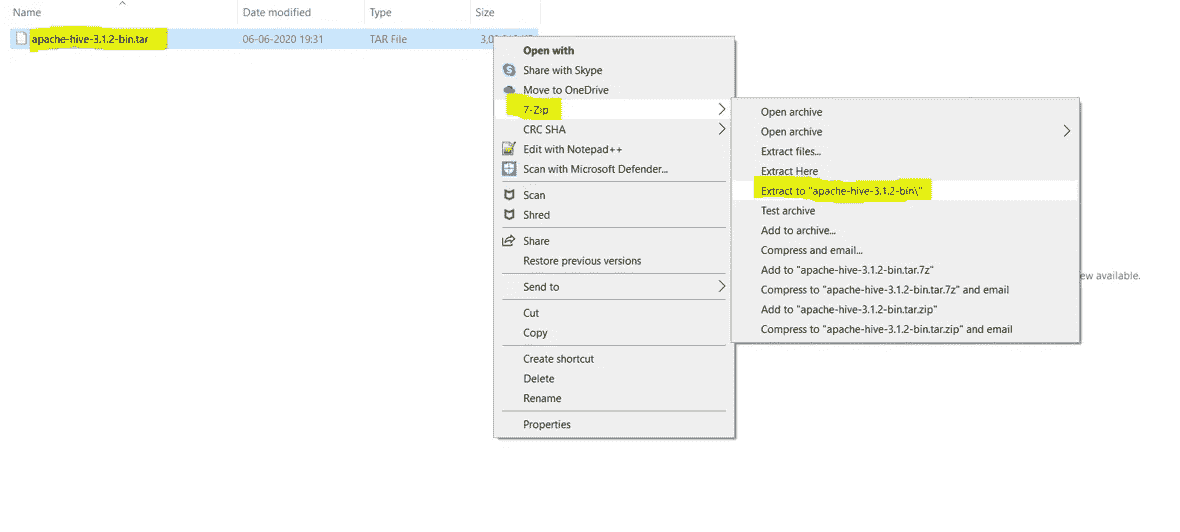 Name Date modified Type Size
apache-hive-3.1.2-bin.tar 06-06-2020 19:31 TAR File
Open with
Share with Skype
Move to OneDrive
7-Zip
CRC SHA
Edit with Notepad++
Scan with Microsoft Defender...
Scan
Shred
Share
Restore previous versions
Send to
Cut
Copy
Create shortcut
Delete
Rename
Properties
Open archive
Open archive
Extract files...
Extract Here
Extract to "apache-hive-3.1.2-bin\"
Test archive
Add to archive...
Compress and email...
Add to "apache-hive-3.1.2-bin.tar.7z"
Compress to "apache-hive-3.1.2-bin.tar.7z" and email
Add to "apache-hive-3.1.2-bin.tar.zip"
Compress to "apache-hive-3.1.2-bin.tar.zip" and email
ew available.